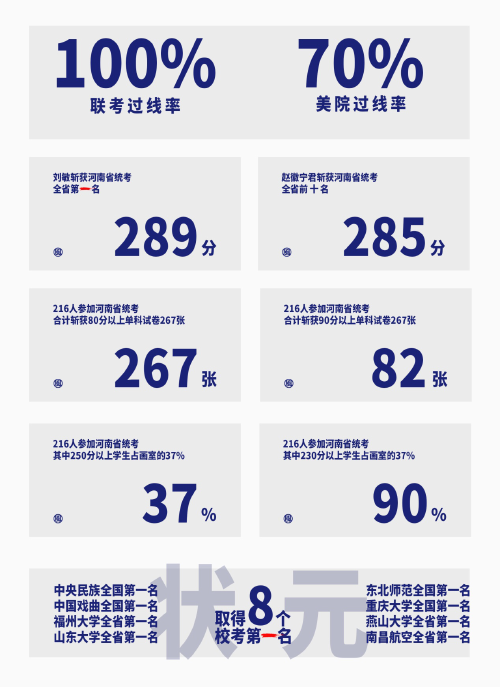 100% 70%
联考过线率 美院过线率
刘敏斩获河南省统考
全省第一名
289分
赵徽宁君斩获河南省统考
全省前十名
285分
216人参加河南省统考
合计斩获80分以上单科试卷267张
267张
216人参加河南省统考
合计斩获90分以上单科试卷267张
82张
216人参加河南省统考
其中250分以上学生占画室的37%
37%
216人参加河南省统考
其中230分以上学生占画室的37%
90%
状元
中央民族全国第一名
中国戏曲全国第一名
福州大学全省第一名
山东大学全省第一名
取得8个
校考第一名
东北师范全国第一名
重庆大学全国第一名
燕山大学全省第一名
南昌航空全省第一名